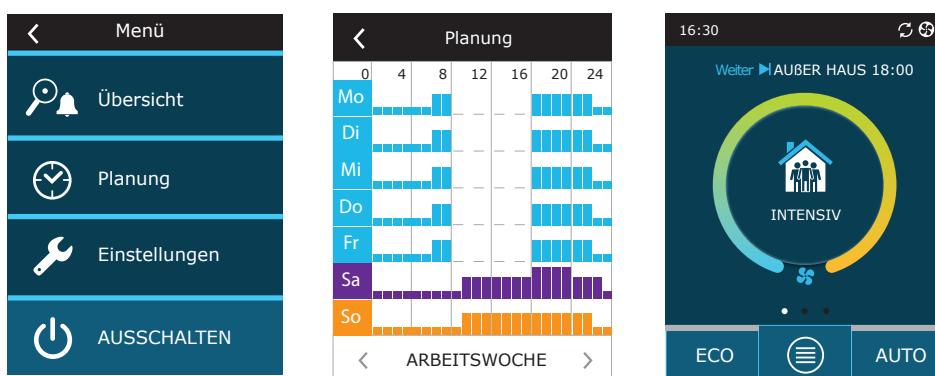 Menü
Übersicht
Planung
Einstellungen
AUSSCHALTEN
Planung
0 4 8 12 16 20 24
Mo
Di
Mi
Do
Fr
Sa
So
ARBEITSWOCHE
16:30
Weiter AUßER HAUS 18:00
INTENSIV
ECO
AUTO